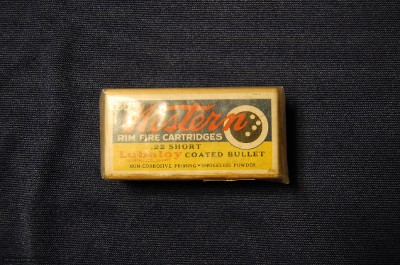 Western
RIM FIRE CARTRIDGES
.22 SHORT
Lubaloy COATED BULLET
NON-CORROSIVE PRIMING · SMOKELESS POWDER